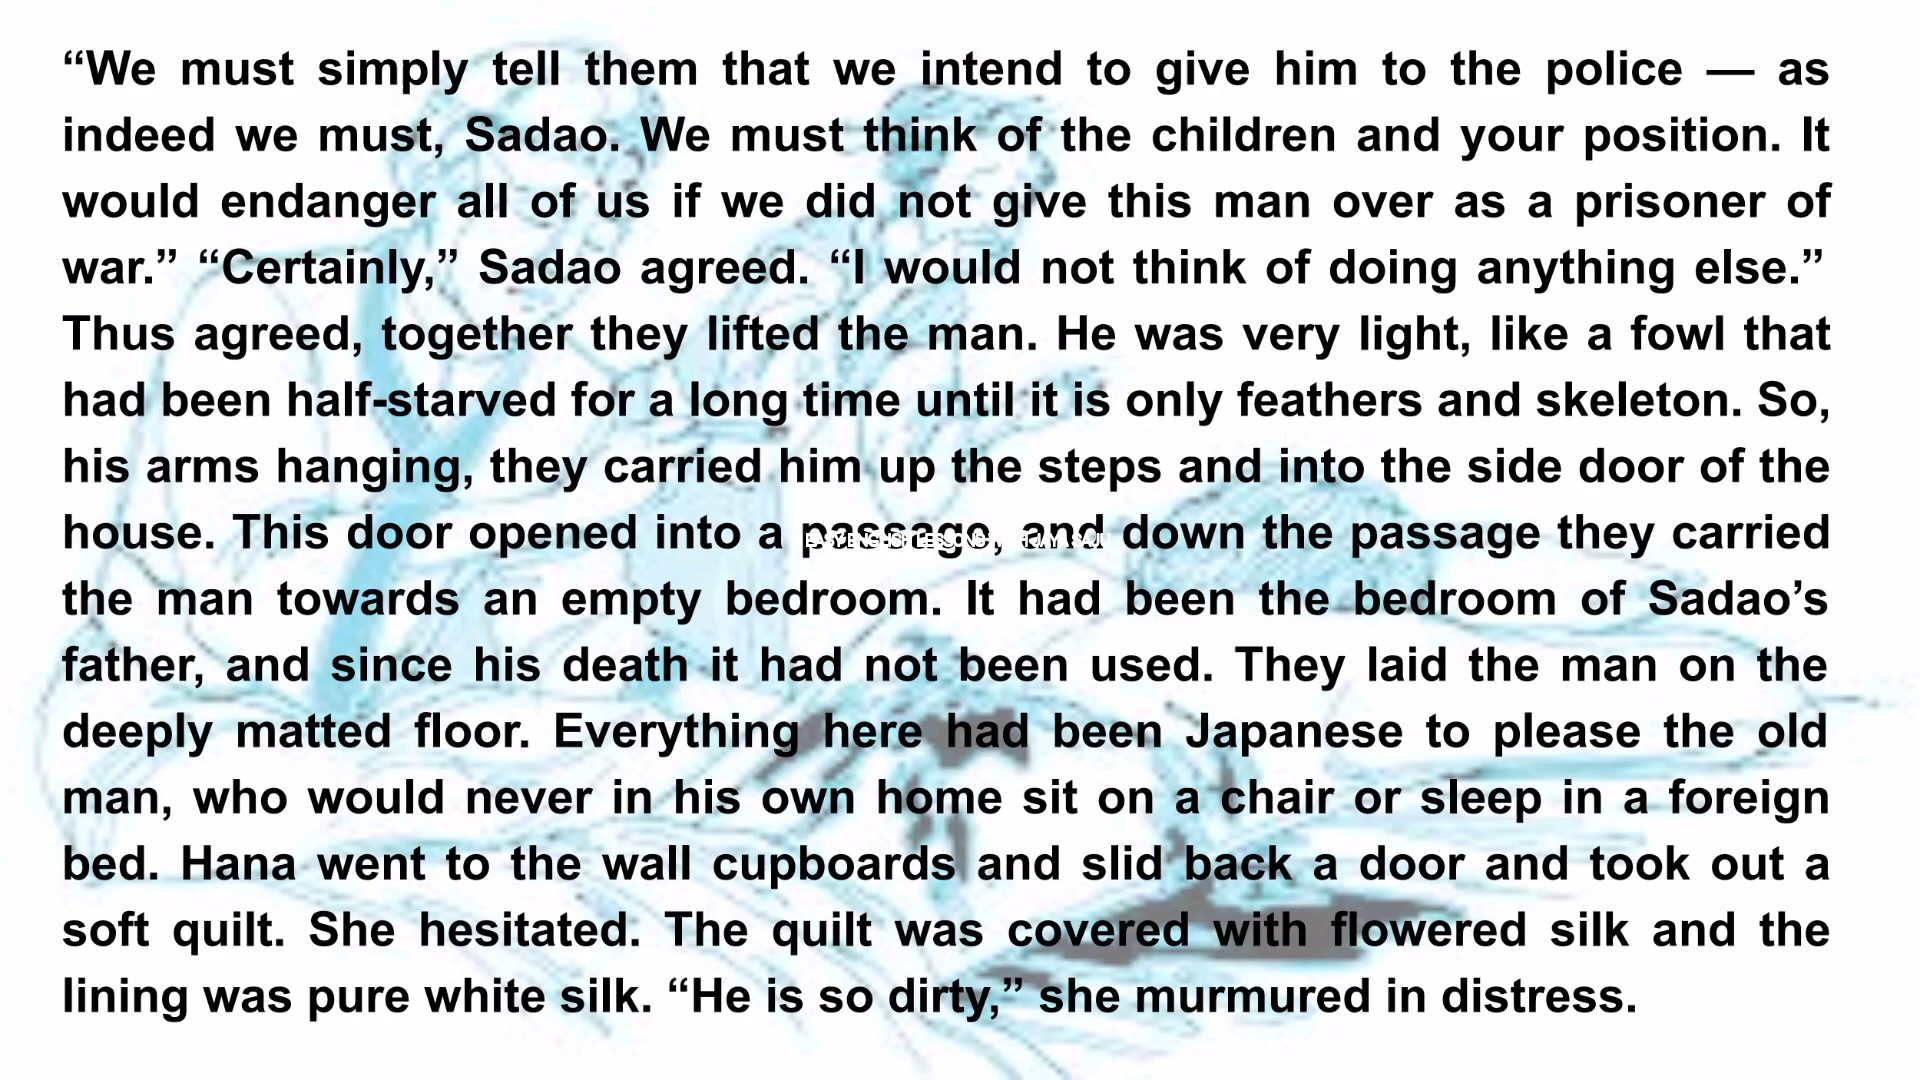 “We must simply tell them that we intend to give him to the police — as
indeed we must, Sadao. We must think of the children and your position. It
would endanger all of us if we did not give this man over as a prisoner of
war.” “Certainly,” Sadao agreed. “I would not think of doing anything else.”
Thus agreed, together they lifted the man. He was very light, like a fowl that
had been half-starved for a long time until it is only feathers and skeleton. So,
his arms hanging, they carried him up the steps and into the side door of the
house. This door opened into a passage, and down the passage they carried
EASY ENGLISH LESSONS WITH JAYA SAJU
the man towards an empty bedroom. It had been the bedroom of Sadao’s
father, and since his death it had not been used. They laid the man on the
deeply matted floor. Everything here had been Japanese to please the old
man, who would never in his own home sit on a chair or sleep in a foreign
bed. Hana went to the wall cupboards and slid back a door and took out a
soft quilt. She hesitated. The quilt was covered with flowered silk and the
lining was pure white silk. “He is so dirty,” she murmured in distress.